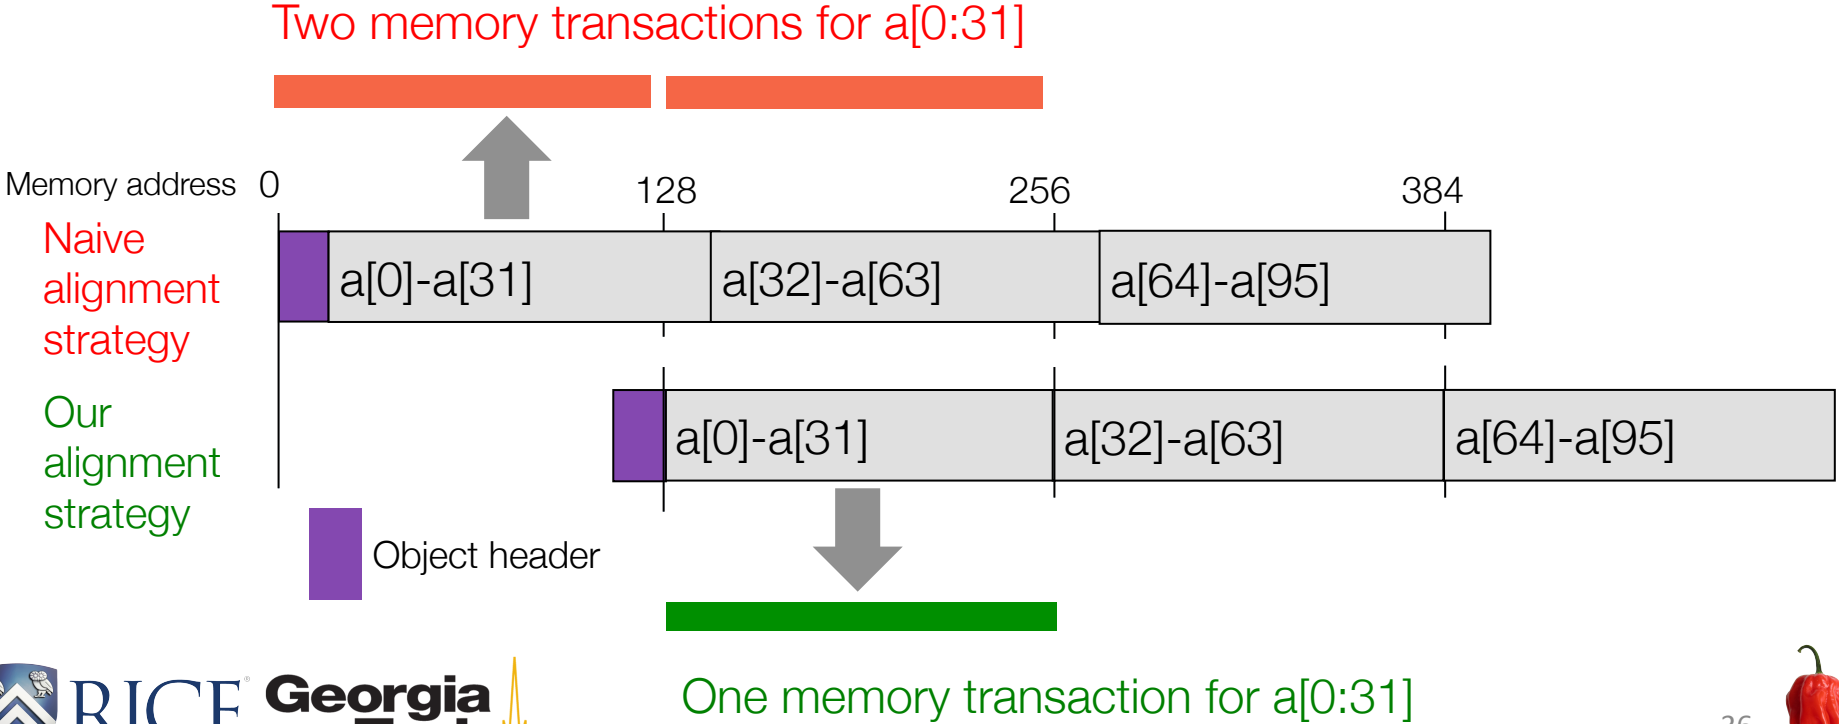 Two memory transactions for a[0:31]
Memory address 0 128 256 384
Naive
alignment
strategy
a[0]-a[31] a[32]-a[63] a[64]-a[95]
Our
alignment
strategy
a[0]-a[31] a[32]-a[63] a[64]-a[95]
Object header
One memory transaction for a[0:31]
RICE
Georgia